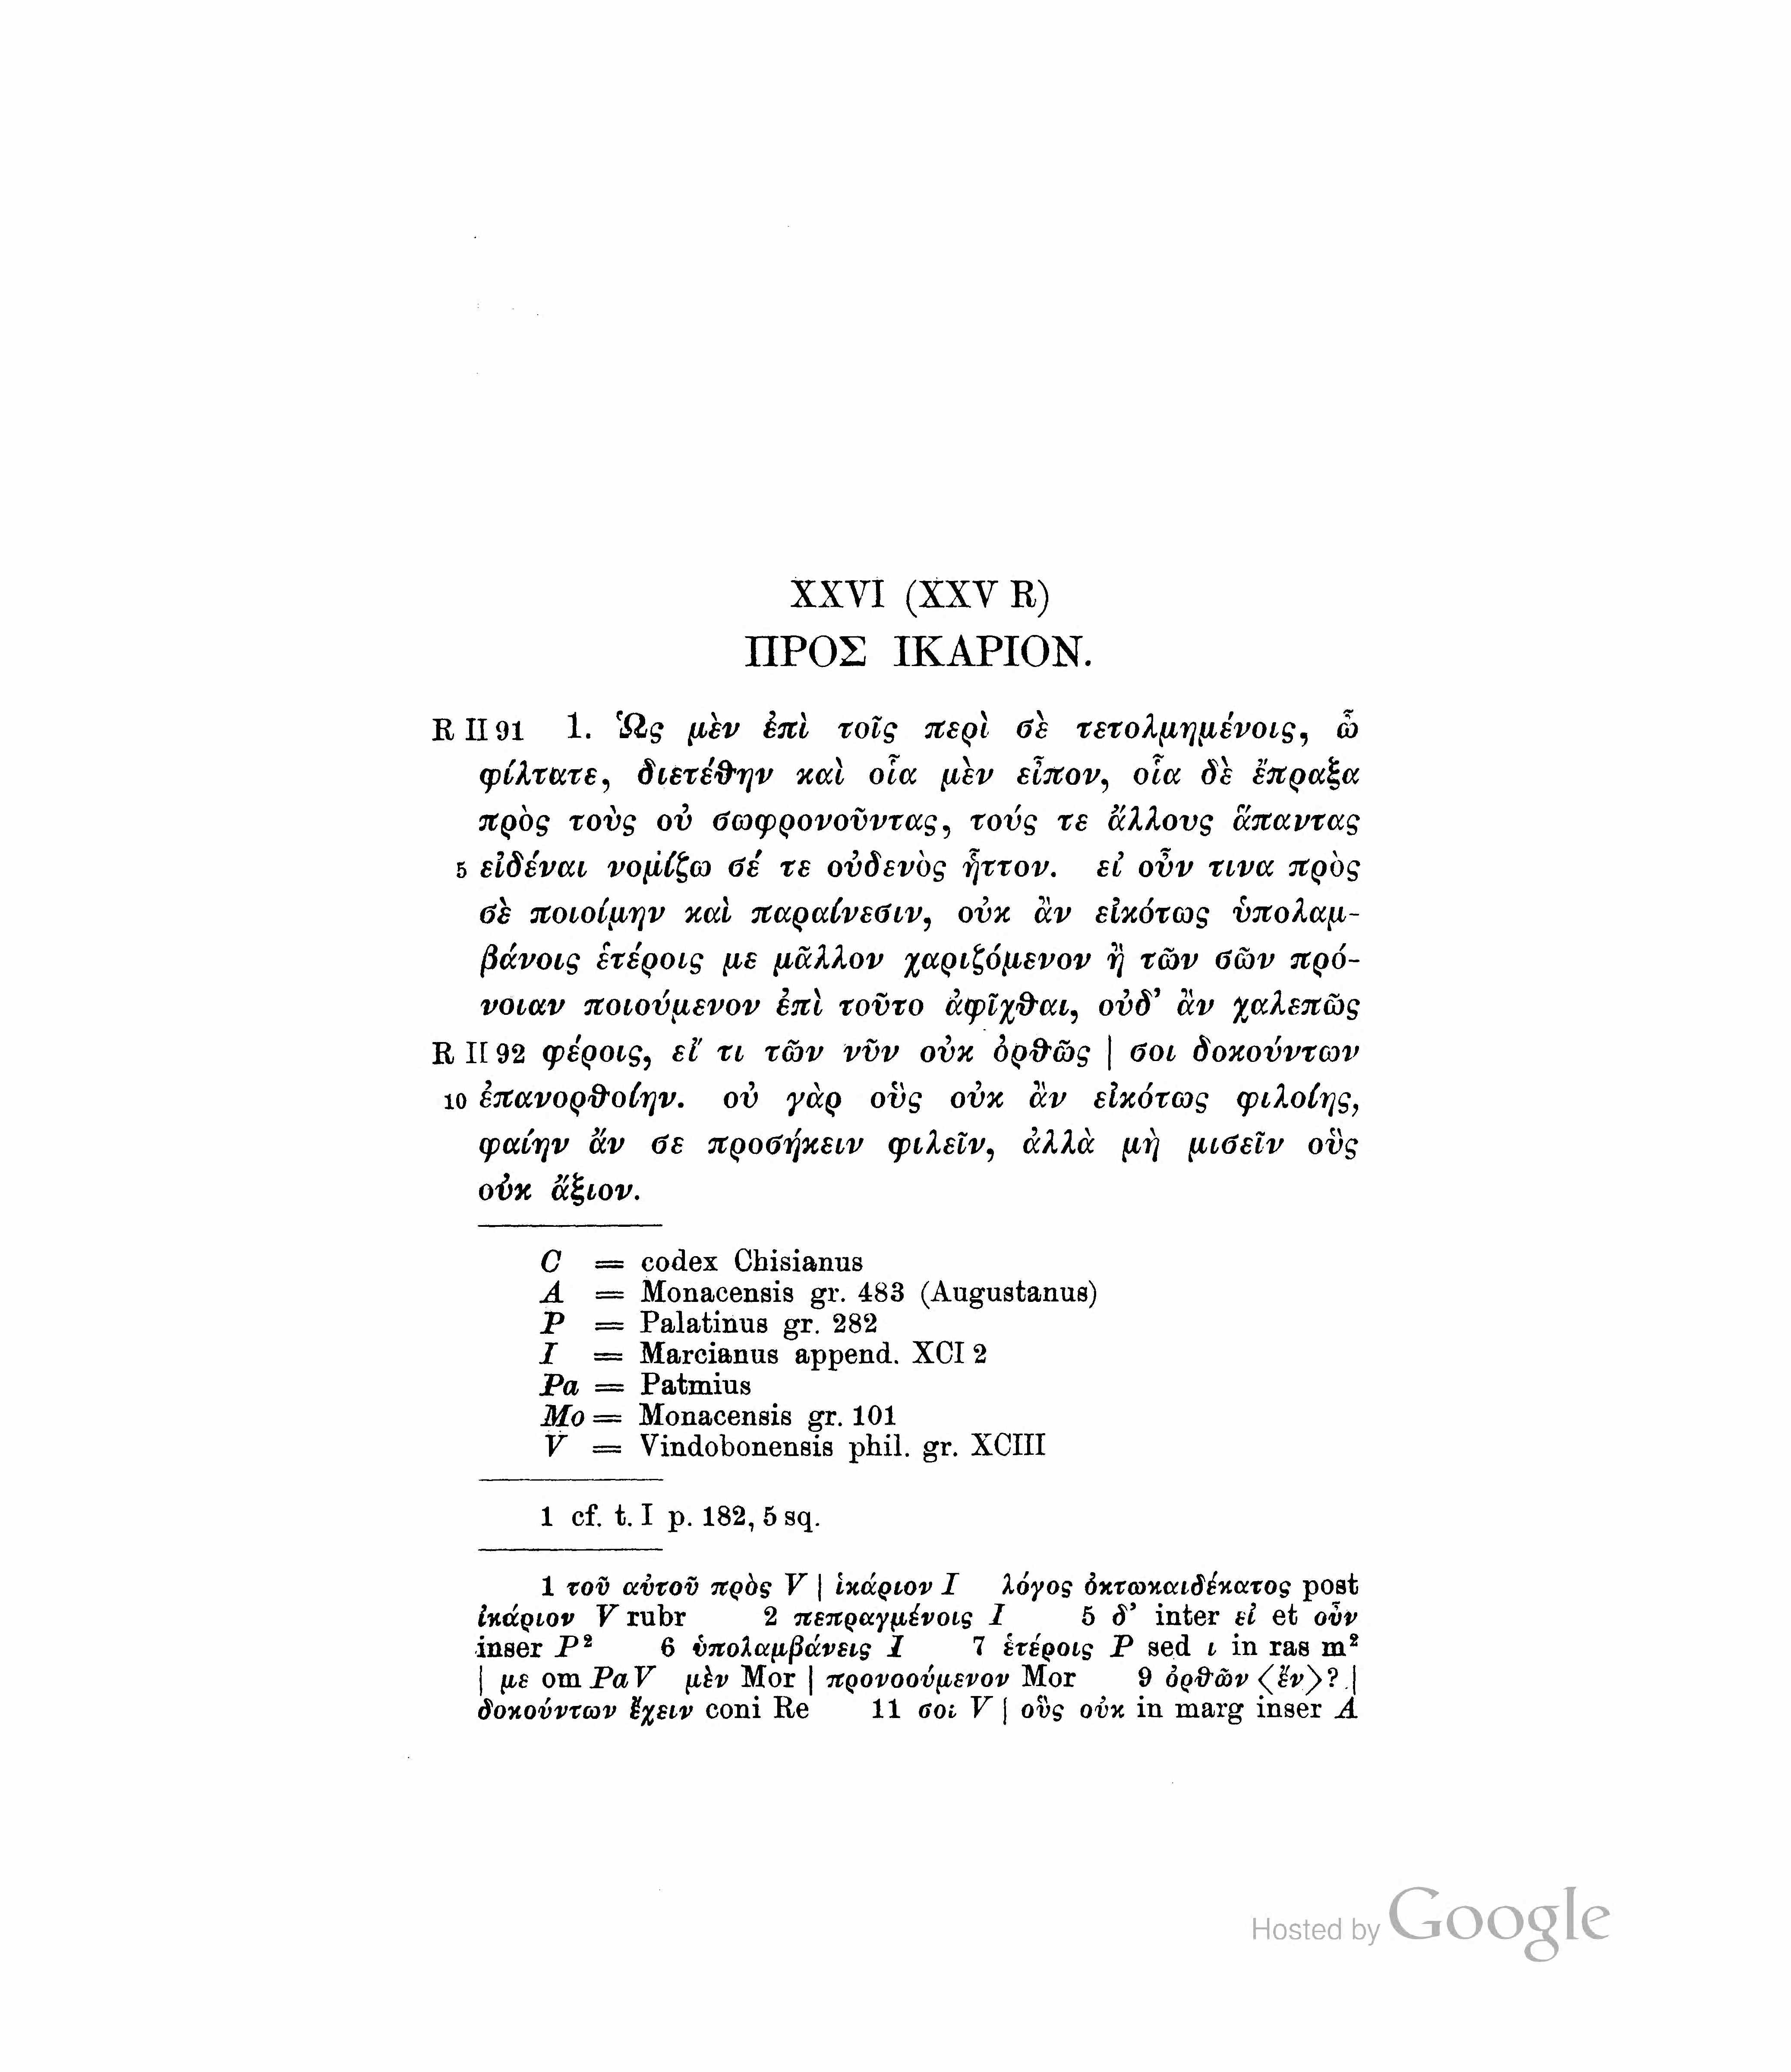 XXVI (XXV R)
ΠΡΟΣ ΙΚΑΡΙΟΝ.
R II 91 1. Ὡς μὲν ἐπὶ τοῖς περὶ σὲ τετολμημένοις, ὦ
φίλτατε, διετέθην καὶ οἷα μὲν εἶπον, οἷα δὲ ἔπραξα
πρὸς τοὺς οὐ σωφρονοῦντας, τούς τε ἄλλους ἅπαντας
5 εἰδέναι νομίζω σέ τε οὐδενὸς ἧττον. εἰ οὖν τινα πρὸς
σὲ ποιοίμην καὶ παραίνεσιν, οὐκ ἂν εἰκότως ὑπολαμ-
βάνοις ἑτέροις με μᾶλλον χαριζόμενον ἢ τῶν σῶν πρό-
νοιαν ποιούμενον ἐπὶ τοῦτο ἀφῖχθαι, οὐδ’ ἂν χαλεπῶς
R II 92 φέροις, εἴ τι τῶν νῦν οὐκ ὀρθῶς | σοι δοκούντων
10 ἐπανορθοίην. οὐ γὰρ οὓς οὐκ ἂν εἰκότως φιλοίης,
φαίην ἄν σε προσήκειν φιλεῖν, ἀλλὰ μὴ μισεῖν οὓς
οὐκ ἄξιον.
C = codex Chisianus
A = Monacensis gr. 483 (Augustanus)
P = Palatinus gr. 282
I = Marcianus append. XCI 2
Pa = Patmius
Mo = Monacensis gr. 101
V = Vindobonensis phil. gr. XCIII
1 cf. t. I p. 182, 5 sq.
1 τοῦ αὐτοῦ πρὸς V | ἱκάριον I λόγος ὀκτωκαιδέκατος post
ἰκάριον V rubr 2 πεπραγμένοις I 5 δ’ inter εἰ et οὖν
inser P² 6 ὑπολαμβάνεις I 7 ἑτέροις P sed ι in ras m²
| με om Pa V μὲν Mor | προνοούμενον Mor 9 ὀρθῶν ⟨ἓν⟩? |
δοκούντων ἔχειν coni Re 11 σοι V | οὓς οὐκ in marg inser A
Hosted by Google